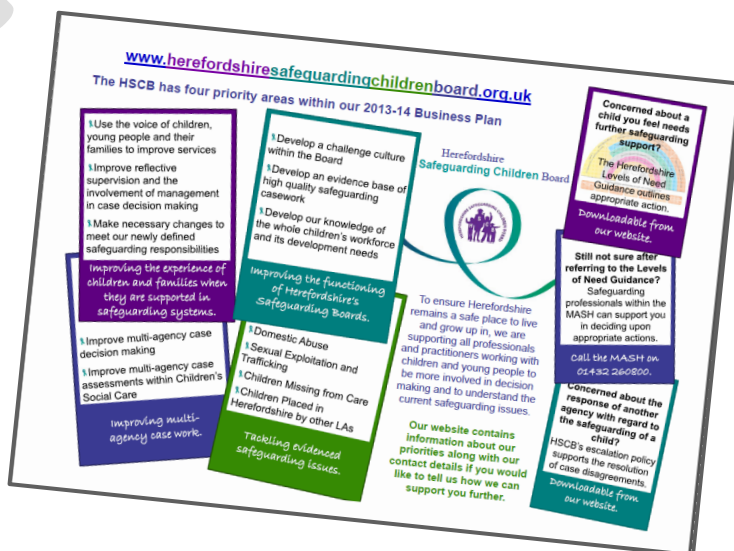 www.herefordshiresafeguardingchildrenboard.org.uk
The HSCB has four priority areas within our 2013-14 Business Plan
Use the voice of children,
young people and their
families to improve services
Improve reflective
supervision and the
involvement of management
in case decision making
Make necessary changes to
meet our newly defined
safeguarding responsibilities
Improving the experience of
children and families when
they are supported in
safeguarding systems.
Improve multi-agency case
decision making
Improve multi-agency case
assessments within Children's
Social Care
Improving multi-
agency case work.
Develop a challenge culture
within the Board
Develop an evidence base of
high quality safeguarding
casework
Develop our knowledge of
the whole children's workforce
and its development needs
Improving the functioning
of Herefordshire's
Safeguarding Boards.
Domestic Abuse
Sexual Exploitation and
Trafficking
Children Missing from Care
Children Placed in
Herefordshire by other LAs
Tackling evidenced
safeguarding issues.
Herefordshire
Safeguarding Children Board
To ensure Herefordshire
remains a safe place to live
and grow up in, we are
supporting all professionals
and practitioners working with
children and young people to
be more involved in decision
making and to understand the
current safeguarding issues.
Our website contains
information about our
priorities along with our
contact details if you would
like to tell us how we can
support you further.
Concerned about a
child you feel needs
further safeguarding
support?
The Herefordshire
Levels of Need
Guidance outlines
appropriate action.
Downloadable from
our website.
Still not sure after
referring to the Levels
of Need Guidance?
Safeguarding
professionals within the
MASH can support you
in deciding upon
appropriate actions.
Call the MASH on
01432 260800.
Concerned about the
response of another
agency with regard to
the safeguarding of a
child?
HSCB's escalation policy
supports the resolution
of case disagreements.
Downloadable from
our website.